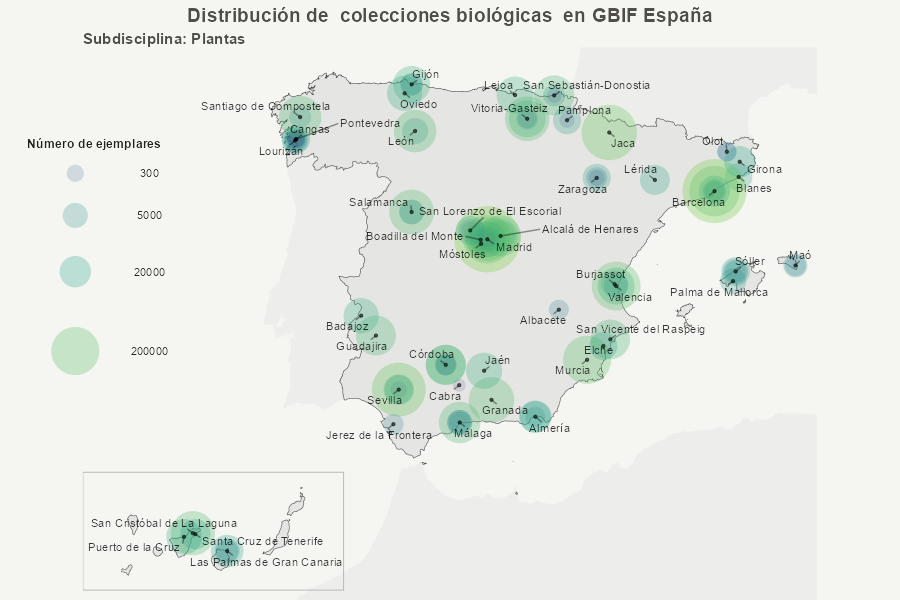 Distribución de colecciones biológicas en GBIF España
Subdisciplina: Plantas
Gijón
Lejoa San Sebastián-Donostia
Oviedo
Santiago de Compostela
Vitoria-Gasteiz Pamplona
Cangas Pontevedra
León
Jaca
Olot
Número de ejemplares
Lourizán
300
Lérida
Girona
Zaragoza
Blanes
Salamanca
Barcelona
San Lorenzo de El Escorial
5000
Boadilla del Monte
Alcalá de Henares
Madrid
Móstoles
Maó
Sóller
20000
Burjassot
Palma de Mallorca
Valencia
Albacete
Badajoz
San Vicente del Raspeig
Guadajira
Elche
200000
Córdoba
Jaén
Murcia
Cabra
Sevilla
Granada
Almería
Jerez de la Frontera
Málaga
San Cristóbal de La Laguna
Puerto de la Cruz
Santa Cruz de Tenerife
Las Palmas de Gran Canaria